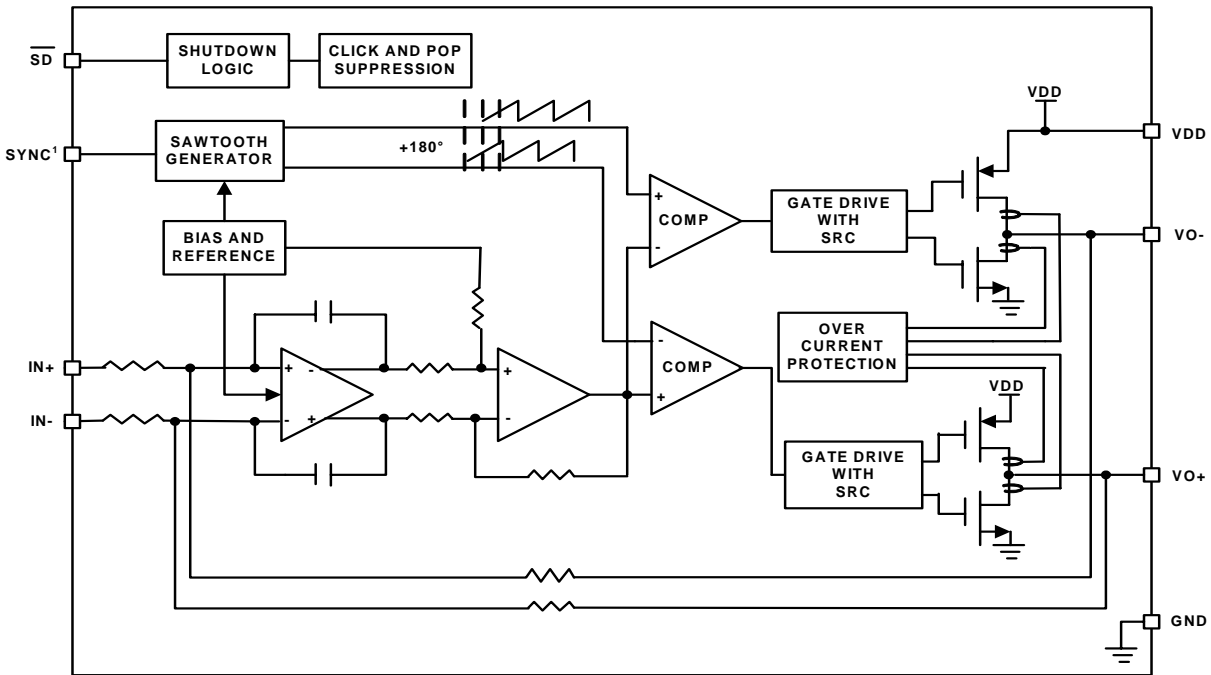 SD
SHUTDOWN
LOGIC
CLICK AND POP
SUPPRESSION
VDD
VDD
SYNC¹
SAWTOOTH
GENERATOR
+180°
+
COMP
-
GATE DRIVE
WITH
SRC
VO-
BIAS AND
REFERENCE
IN+
+ -
- +
IN-
+
-
-
COMP
+
OVER
CURRENT
PROTECTION
VDD
GATE DRIVE
WITH
SRC
VO+
GND